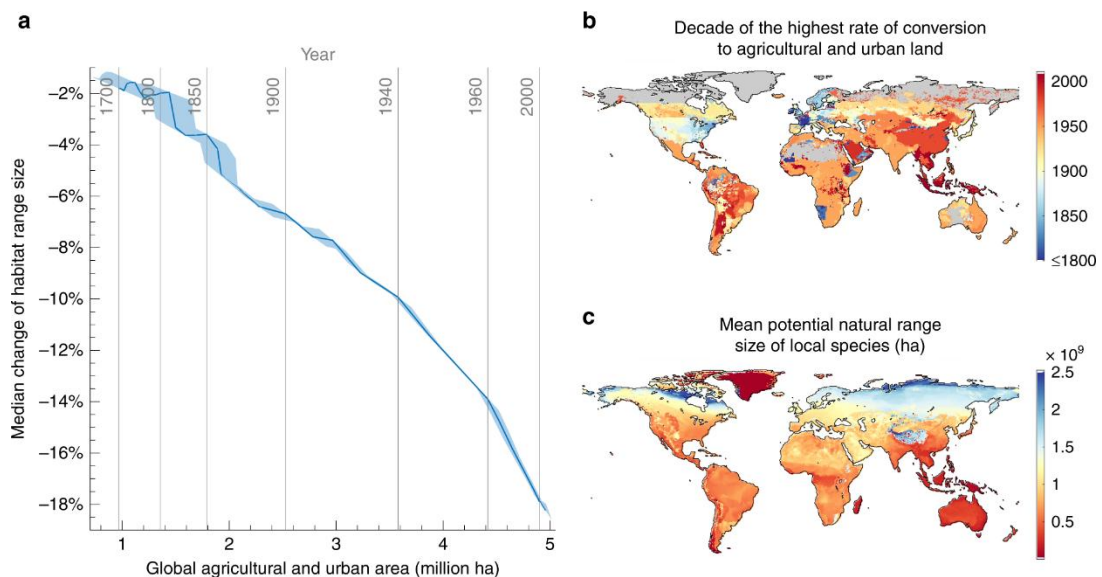 a
Year
1700
1800
1850
1900
1940
1960
2000
−2%
−4%
−6%
−8%
−10%
−12%
−14%
−16%
−18%
Median change of habitat range size
1 2 3 4 5
Global agricultural and urban area (million ha)
b
Decade of the highest rate of conversion
to agricultural and urban land
2000
1950
1900
1850
≤1800
c
Mean potential natural range
size of local species (ha)
× 10⁹
2.5
2
1.5
1
0.5